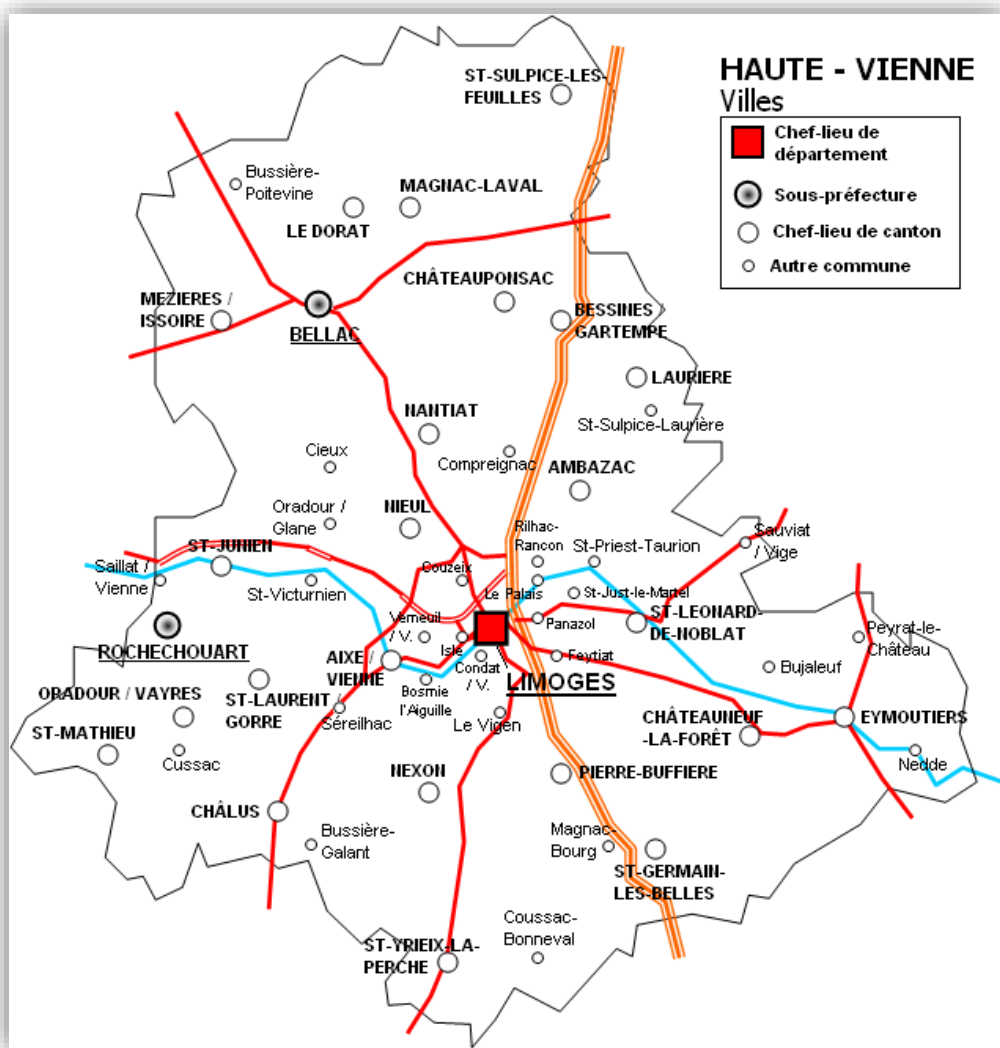 HAUTE - VIENNE
Villes
Chef-lieu de
département
Sous-préfecture
Chef-lieu de canton
Autre commune
ST-SULPICE-LES-
FEUILLES
Bussière-
Poitevine
MAGNAC-LAVAL
LE DORAT
CHÂTEAUPONSAC
MEZIERES /
ISSOIRE
BELLAC
BESSINES /
GARTEMPE
LAURIERE
St-Sulpice-Laurière
NANTIAT
Cieux
Compreignac
AMBAZAC
Oradour /
Glane
NIEUL
Rilhac-
Rancon
St-Priest-Taurion
Sauviat
/ Vige
ST-JUNIEN
Saillat /
Vienne
St-Victurnien
Couzeix
Le Palais
St-Just-le-Martel
Verneuil
/ V.
Isle
Panazol
ST-LEONARD-
DE-NOBLAT
Peyrat-le-
Château
ROCHECHOUART
AIXE /
VIENNE
Condat
/ V.
Feytiat
Bujaleuf
LIMOGES
ORADOUR / VAYRES
ST-LAURENT /
GORRE
Bosmie
l'Aiguille
Séreilhac
Le Vigen
CHÂTEAUNEUF
-LA-FORÊT
EYMOUTIERS
ST-MATHIEU
Cussac
Nedde
NEXON
PIERRE-BUFFIERE
CHÂLUS
Bussière-
Galant
Magnac-
Bourg
ST-GERMAIN-
LES-BELLES
Coussac-
Bonneval
ST-YRIEIX-LA-
PERCHE